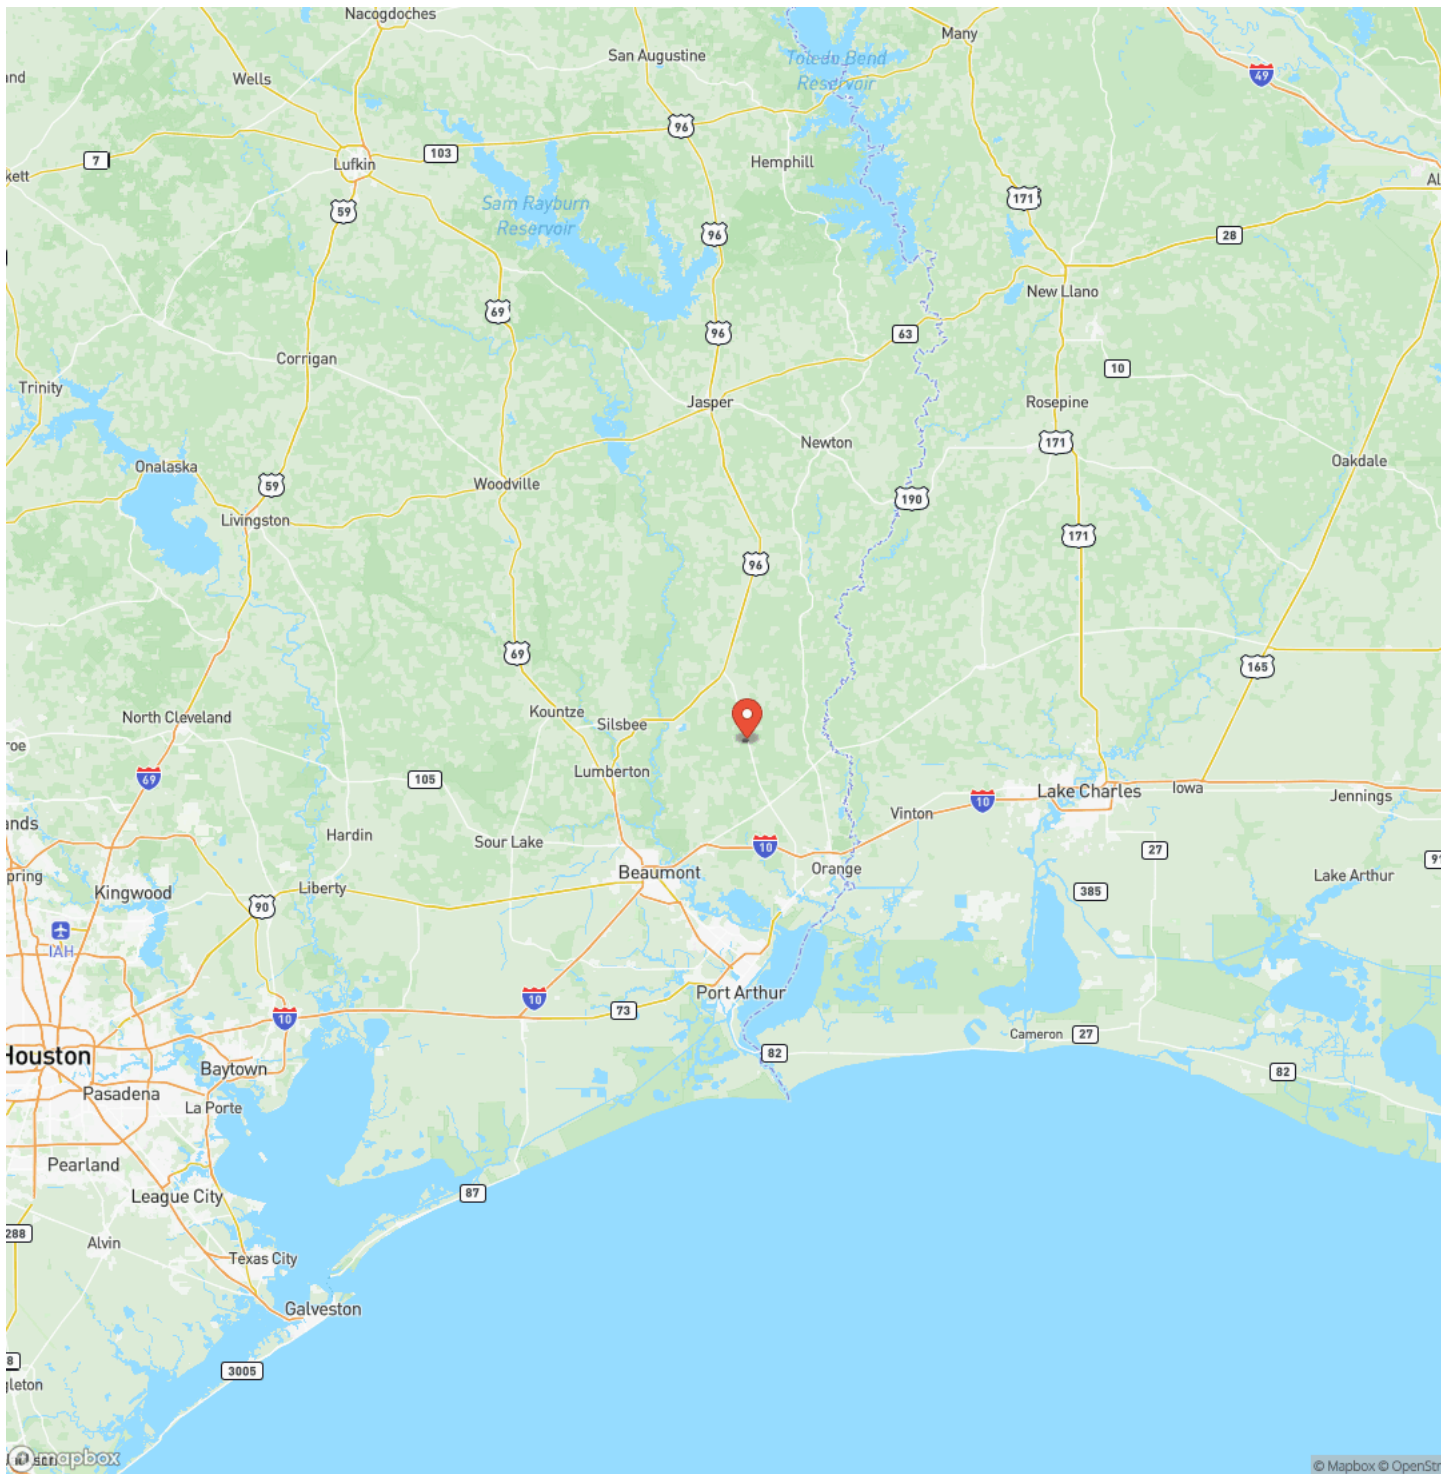 Nacogdoches
San Augustine
Many
Toledo Bend
Reservoir
49
nd
Wells
96
7
Lufkin
103
Hemphill
kett
Al
59
Sam Rayburn
Reservoir
171
96
28
New Llano
69
96
63
Corrigan
10
Trinity
Jasper
Rosepine
Newton
171
Onalaska
Oakdale
59
Woodville
190
Livingston
171
96
69
165
North Cleveland
Kountze
Silsbee
roe
69
105
Lumberton
Lake Charles
Iowa
10
Jennings
ands
Hardin
Sour Lake
Vinton
10
27
Beaumont
Orange
pring
Kingwood
Liberty
385
Lake Arthur
90
IAH
10
Port Arthur
73
10
Cameron
27
Houston
82
Baytown
82
Pasadena
La Porte
Pearland
League City
87
288
Alvin
Texas City
Galveston
8
3005
gleton
mapbox
© Mapbox © OpenStr